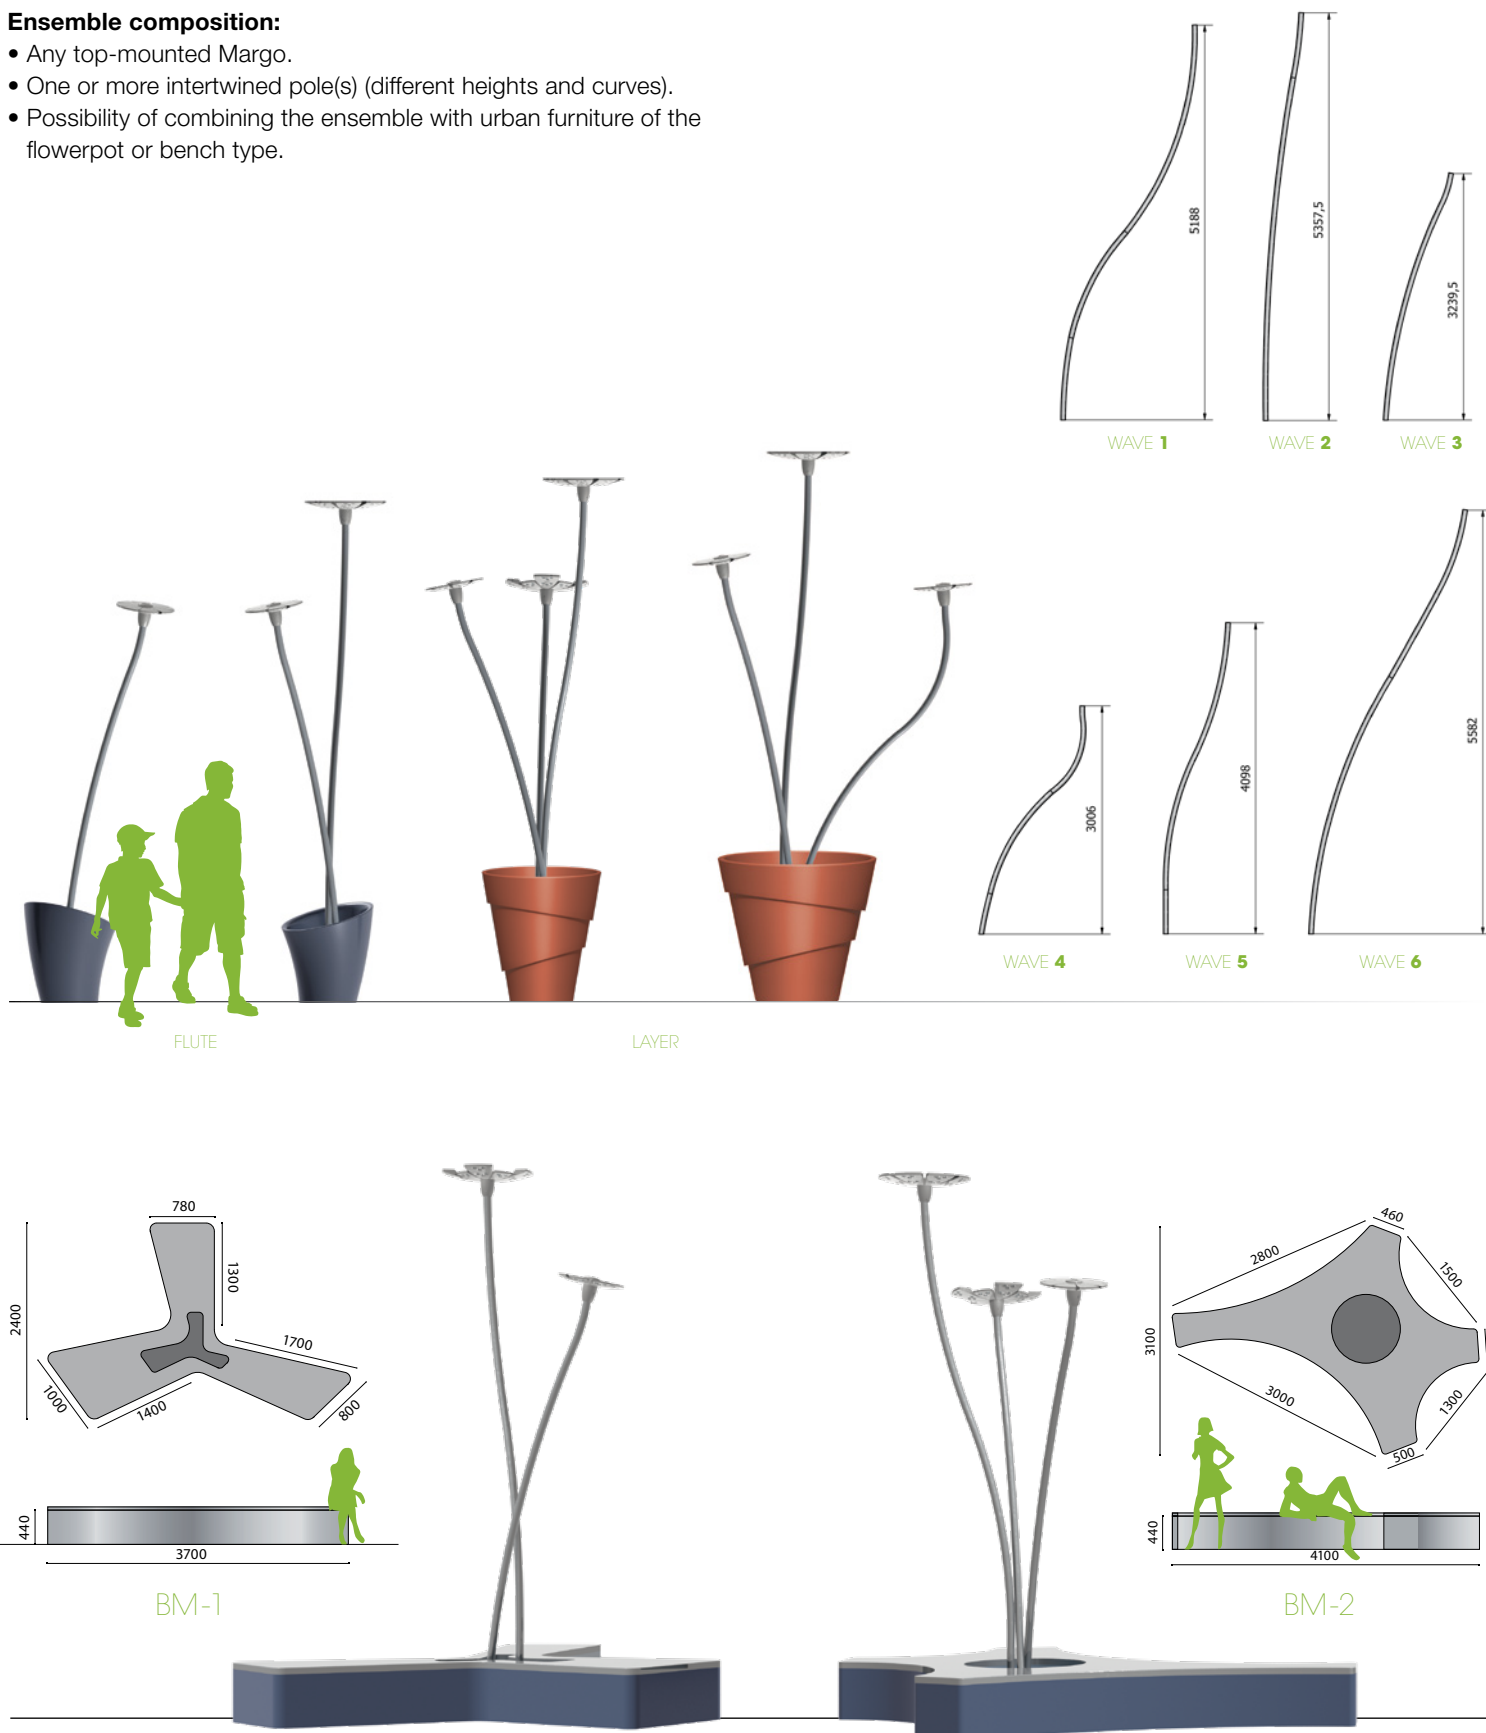 Ensemble composition:
• Any top-mounted Margo.
• One or more intertwined pole(s) (different heights and curves).
• Possibility of combining the ensemble with urban furniture of the
flowerpot or bench type.
5188
5357,5
3239,5
WAVE 1
WAVE 2
WAVE 3
3006
4098
5582
WAVE 4
WAVE 5
WAVE 6
FLUTE
LAYER
780
2400
1300
1700
1000
1400
800
440
3700
BM-1
460
2800
1500
3100
3000
1300
500
440
4100
BM-2